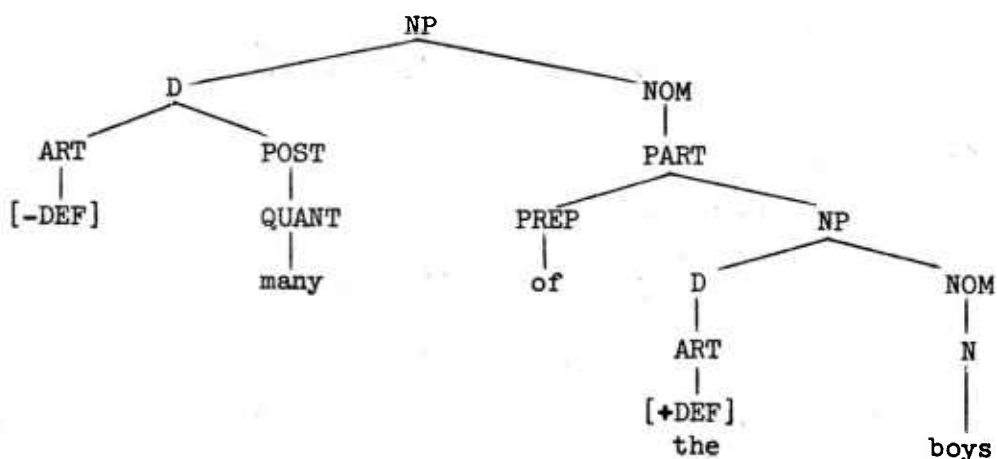 NP
D NOM
ART POST PART
[-DEF] QUANT PREP NP
many of D NOM
ART N
[+DEF]
the boys